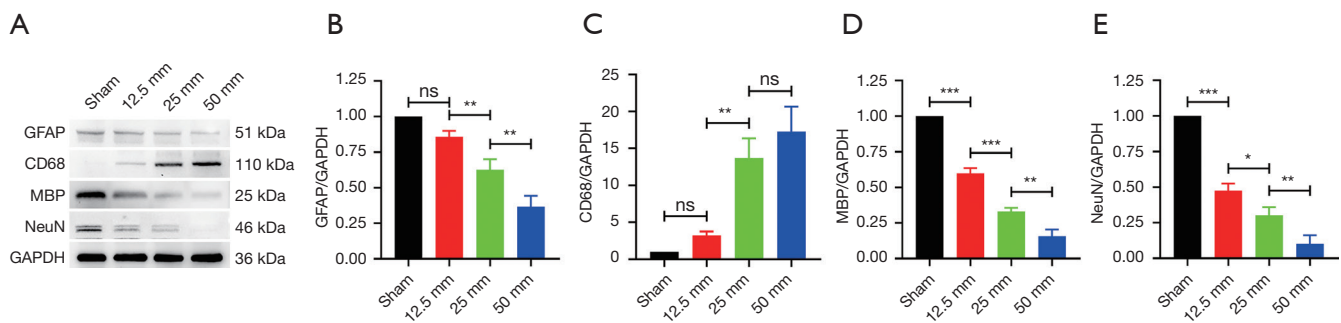 A
Sham
12.5 mm
25 mm
50 mm
GFAP
51 kDa
CD68
110 kDa
MBP
25 kDa
NeuN
46 kDa
GAPDH
36 kDa
B
GFAP/GAPDH
1.25
1.00
0.75
0.50
0.25
0.00
ns
**
**
Sham
12.5 mm
25 mm
50 mm
C
CD68/GAPDH
25
20
15
10
5
0
ns
**
ns
Sham
12.5 mm
25 mm
50 mm
D
MBP/GAPDH
1.25
1.00
0.75
0.50
0.25
0.00
***
***
**
Sham
12.5 mm
25 mm
50 mm
E
NeuN/GAPDH
1.25
1.00
0.75
0.50
0.25
0.00
***
*
**
Sham
12.5 mm
25 mm
50 mm